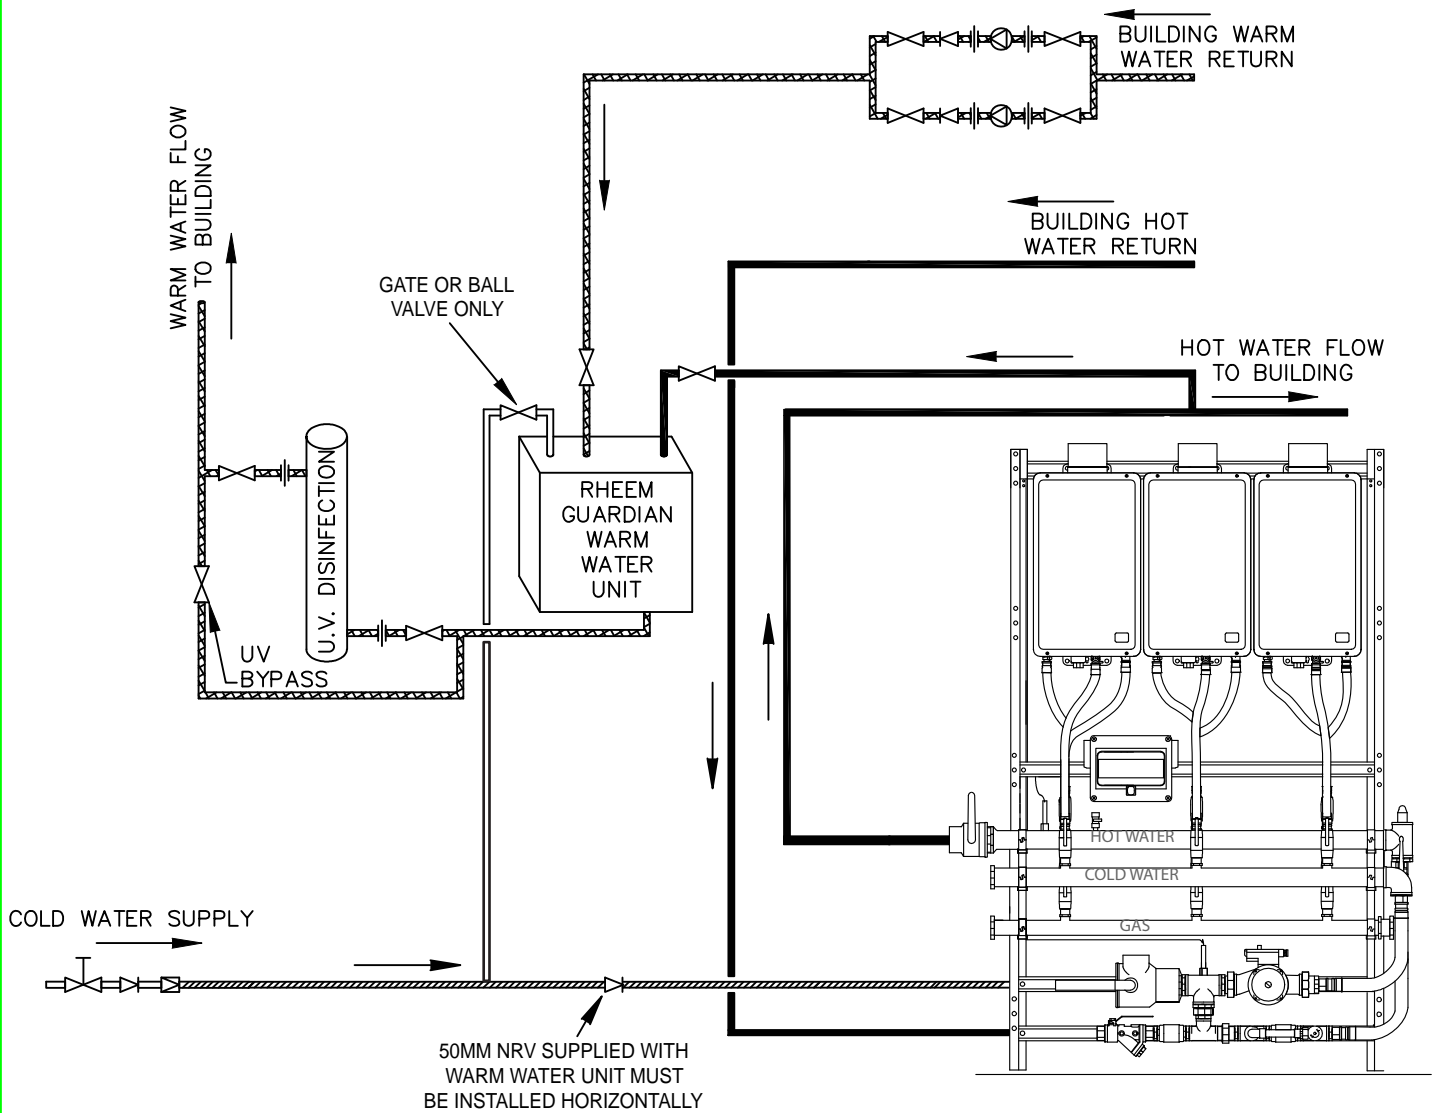 BUILDING WARM
WATER RETURN
WARM WATER FLOW
TO BUILDING
BUILDING HOT
WATER RETURN
GATE OR BALL
VALVE ONLY
HOT WATER FLOW
TO BUILDING
U.V. DISINFECTION
RHEEM
GUARDIAN
WARM
WATER
UNIT
UV
BYPASS
HOT WATER
COLD WATER
GAS
COLD WATER SUPPLY
50MM NRV SUPPLIED WITH
WARM WATER UNIT MUST
BE INSTALLED HORIZONTALLY